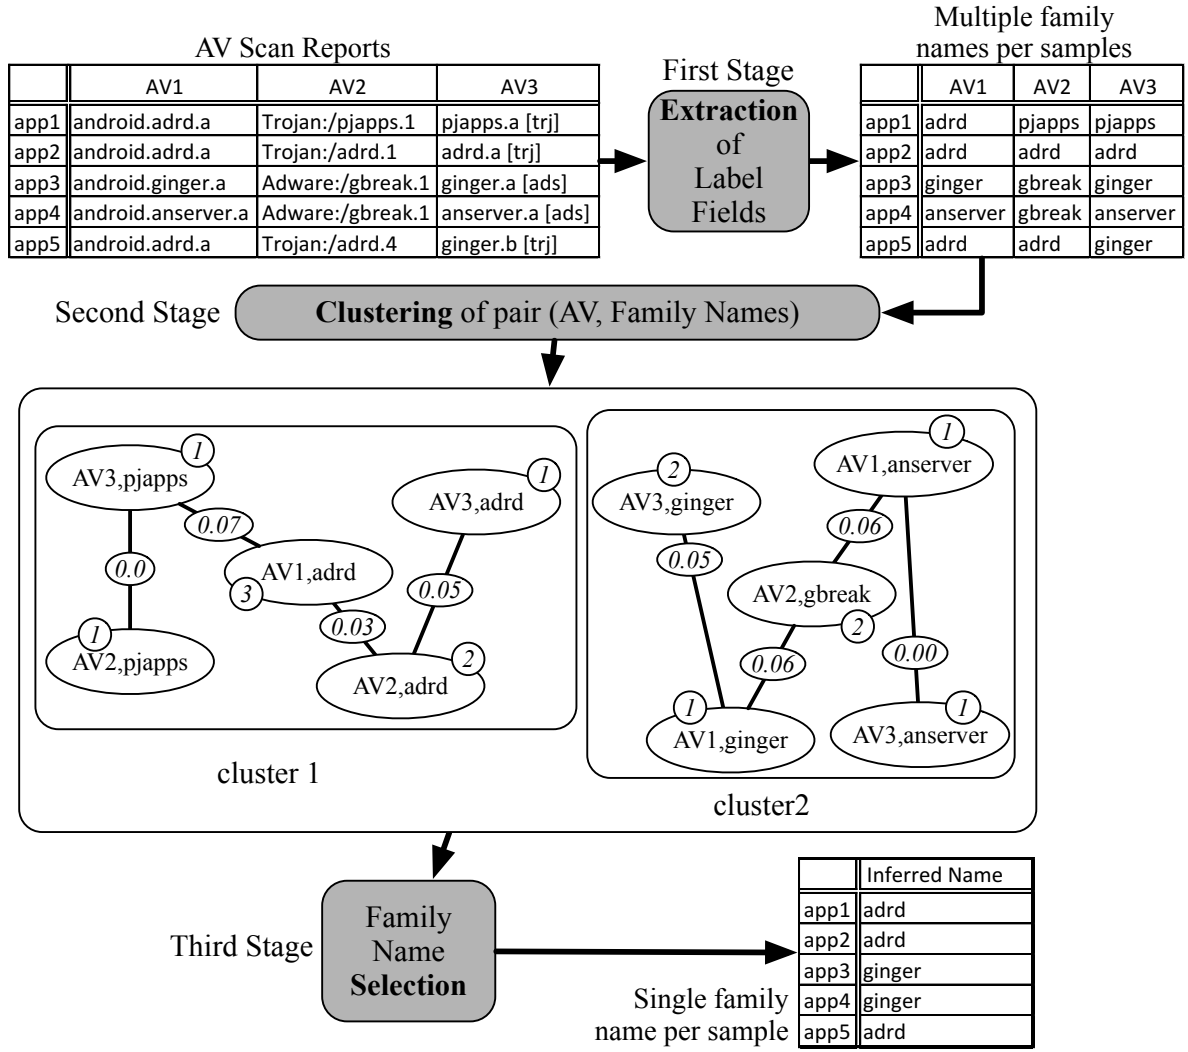 AV Scan Reports
AV1 AV2 AV3
app1 android.adrd.a Trojan:/pjapps.1 pjapps.a [trj]
app2 android.adrd.a Trojan:/adrd.1 adrd.a [trj]
app3 android.ginger.a Adware:/gbreak.1 ginger.a [ads]
app4 android.anserver.a Adware:/gbreak.1 anserver.a [ads]
app5 android.adrd.a Trojan:/adrd.4 ginger.b [trj]
First Stage
Extraction
of
Label
Fields
Multiple family
names per samples
AV1 AV2 AV3
app1 adrd pjapps pjapps
app2 adrd adrd adrd
app3 ginger gbreak ginger
app4 anserver gbreak anserver
app5 adrd adrd ginger
Second Stage
Clustering of pair (AV, Family Names)
1
AV3,pjapps
0.07
1
AV3,adrd
0.0
AV1,adrd
3
0.05
0.03
1
AV2,pjapps
2
AV2,adrd
cluster 1
1
AV1,anserver
2
AV3,ginger
0.06
0.05
AV2,gbreak
2
0.06
0.00
1
AV1,ginger
1
AV3,anserver
cluster2
Third Stage
Family
Name
Selection
Single family
name per sample
Inferred Name
app1 adrd
app2 adrd
app3 ginger
app4 ginger
app5 adrd